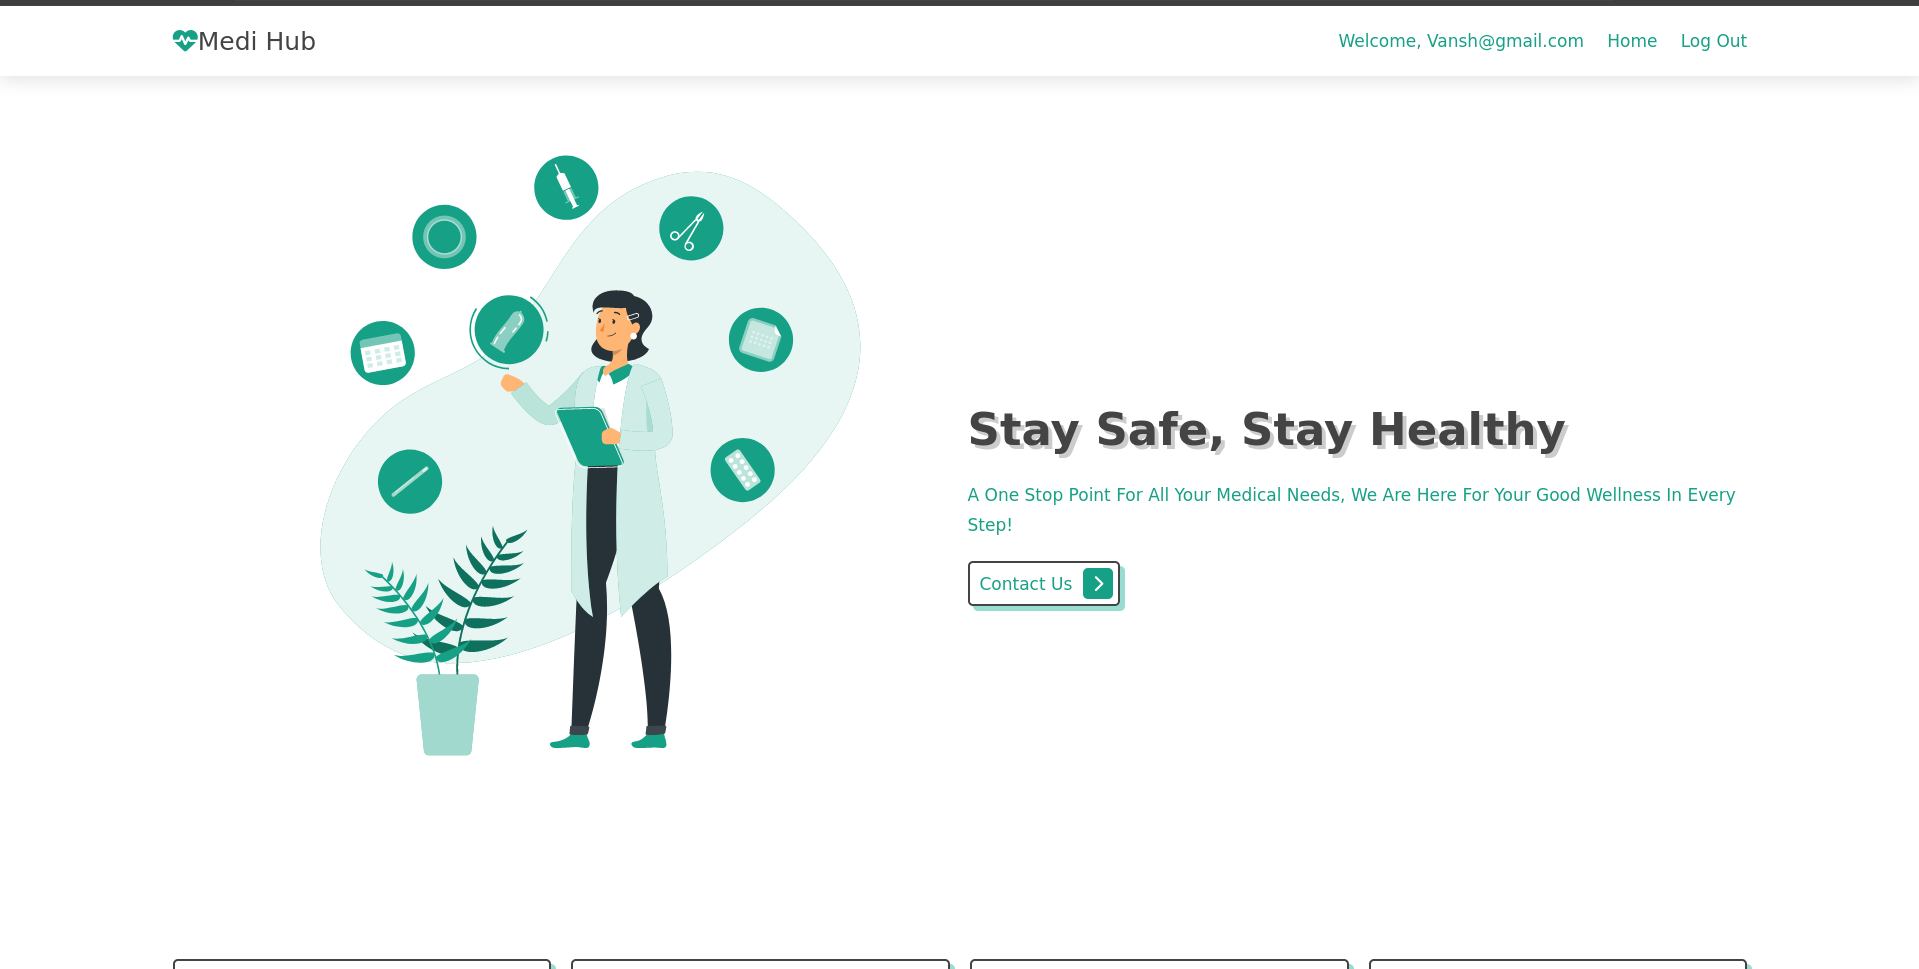 Medi Hub
Welcome, Vansh@gmail.com Home Log Out
Stay Safe, Stay Healthy
A One Stop Point For All Your Medical Needs, We Are Here For Your Good Wellness In Every
Step!
Contact Us